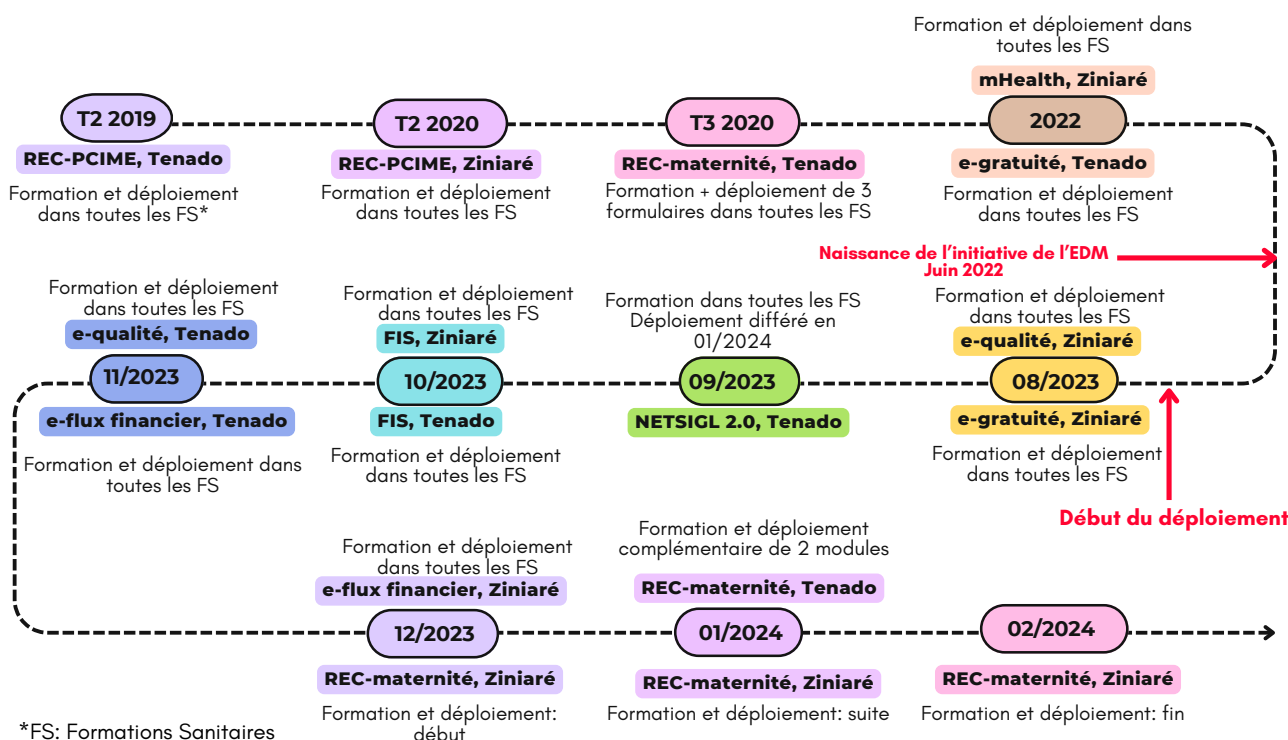 Formation et déploiement dans
toutes les FS
mHealth, Ziniaré
T2 2019
T2 2020
T3 2020
2022
REC-PCIME, Tenado
REC-PCIME, Ziniaré
REC-maternité, Tenado
e-gratuité, Tenado
Formation et déploiement
dans toutes les FS*
Formation et déploiement
dans toutes les FS
Formation + déploiement de 3
formulaires dans toutes les FS
Formation et déploiement
dans toutes les FS
Naissance de l'initiative de l'EDM
Juin 2022
Formation et déploiement
dans toutes les FS
e-qualité, Tenado
Formation et déploiement
dans toutes les FS
FIS, Ziniaré
Formation dans toutes les FS
Déploiement différé en
01/2024
Formation et déploiement
dans toutes les FS
e-qualité, Ziniaré
11/2023
10/2023
09/2023
08/2023
e-flux financier, Tenado
FIS, Tenado
NETSIGL 2.0, Tenado
e-gratuité, Ziniaré
Formation et déploiement dans
toutes les FS
Formation et déploiement
dans toutes les FS
Formation et déploiement
dans toutes les FS
Début du déploiement
Formation et déploiement
dans toutes les FS
e-flux financier, Ziniaré
Formation et déploiement
complémentaire de 2 modules
REC-maternité, Tenado
12/2023
01/2024
02/2024
REC-maternité, Ziniaré
REC-maternité, Ziniaré
REC-maternité, Ziniaré
Formation et déploiement:
début
Formation et déploiement: suite
Formation et déploiement: fin
*FS: Formations Sanitaires